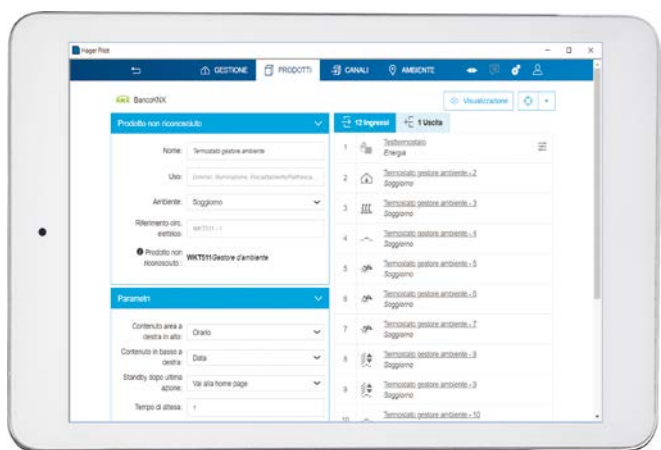 Hager Pilot
GESTIONE
PRODOTTI
CANALI
AMBIENTE
KNX BancoKNX
Visualizzazione
Prodotto non riconosciuto
Nome:
Termostato gestore ambiente
Uso:
Ambiente:
Soggiorno
Riferimento circ.
elettrico:
WKT511 - 1
Prodotto non
riconosciuto :
WKT511Gestore d'ambiente
Parametri
Contenuto area a
destra in alto:
Orario
Contenuto in basso a
destra:
Data
Standby dopo ultima
azione:
Vai alla home page
Tempo di attesa:
1
12 Ingressi
1 Uscita
1
Testtermostato
Energia
2
Termostato gestore ambiente - 2
Soggiorno
3
Termostato gestore ambiente - 3
Soggiorno
4
Termostato gestore ambiente - 4
Soggiorno
5
Termostato gestore ambiente - 5
Soggiorno
6
Termostato gestore ambiente - 6
Soggiorno
7
Termostato gestore ambiente - 7
Soggiorno
8
Termostato gestore ambiente - 8
Soggiorno
9
Termostato gestore ambiente - 9
Soggiorno
10
Termostato gestore ambiente - 10